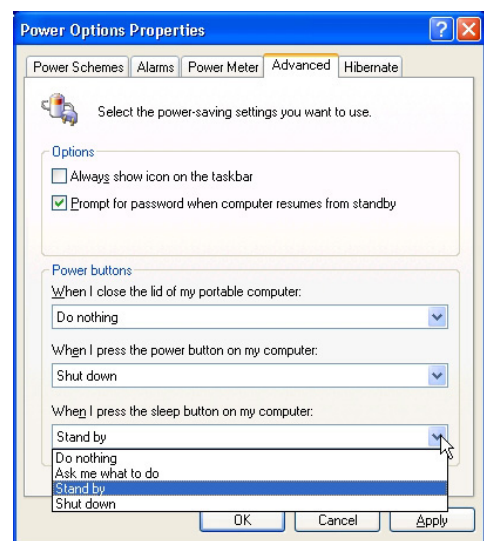 Power Options Properties
Power Schemes Alarms Power Meter Advanced Hibernate
Select the power-saving settings you want to use.
Options
Always show icon on the taskbar
Prompt for password when computer resumes from standby
Power buttons
When I close the lid of my portable computer:
Do nothing
When I press the power button on my computer:
Shut down
When I press the sleep button on my computer:
Stand by
Do nothing
Ask me what to do
Stand by
Shut down
OK Cancel Apply